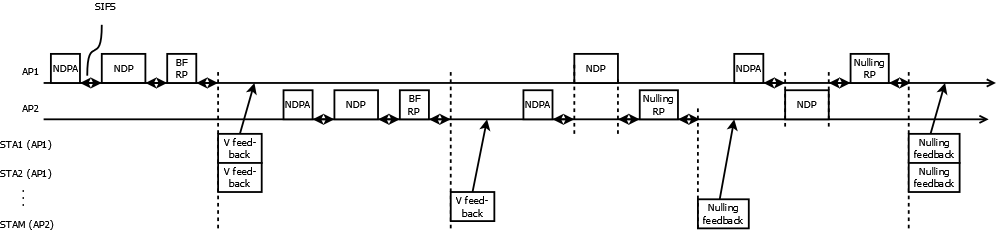 SIFS
AP1
NDPA
NDP
BF
RP
NDP
NDPA
Nulling
RP
AP2
NDPA
NDP
BF
RP
NDPA
Nulling
RP
NDP
STA1 (AP1)
V feed-
back
Nulling
feedback
STA2 (AP1)
V feed-
back
Nulling
feedback
V feed-
back
Nulling
feedback
STAM (AP2)